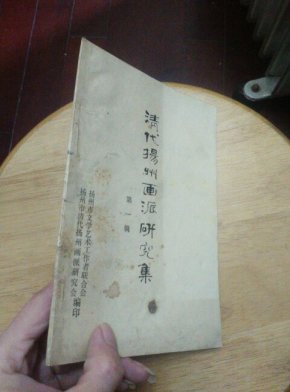 清代揚州画派研究集
第一辑
扬州市文学艺术工作者联合会
扬州市清代扬州画派研究会
编印